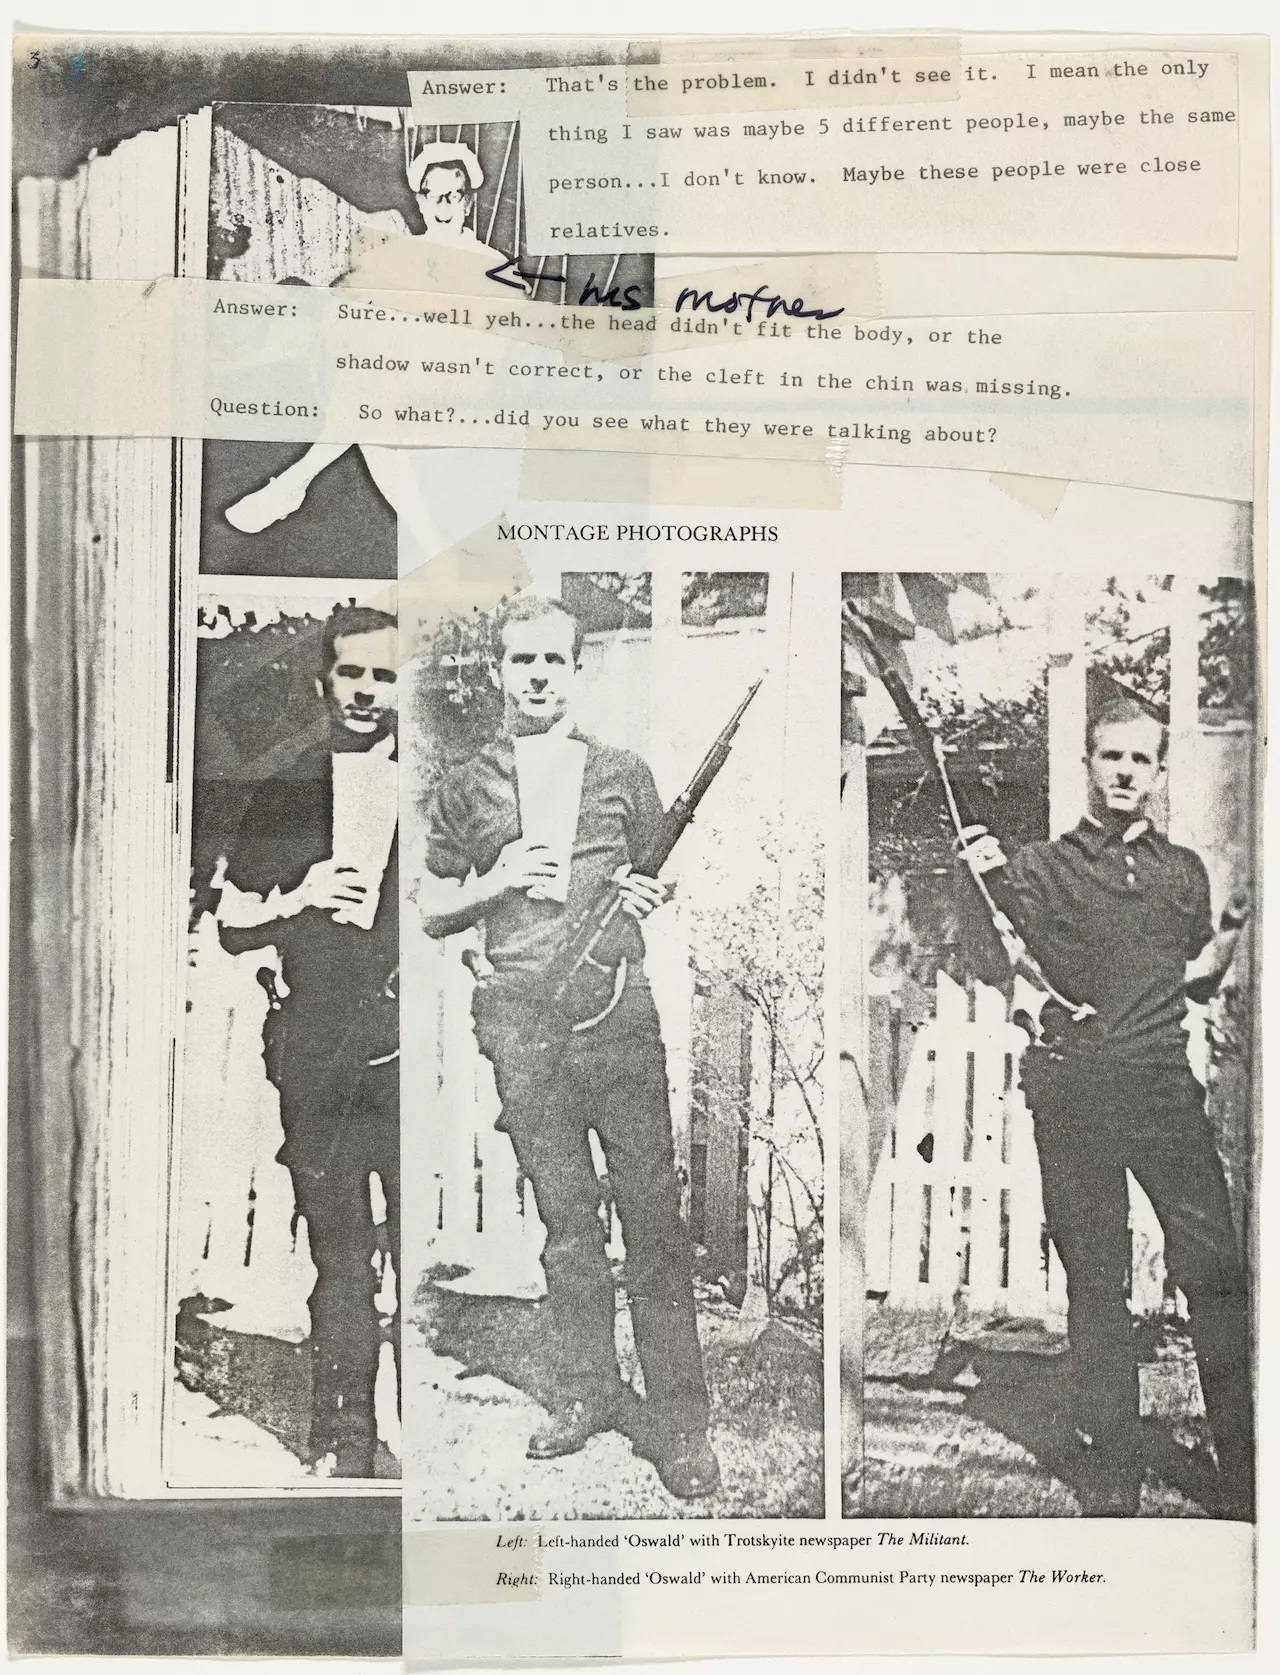 3 3
Answer: That's the problem. I didn't see it. I mean the only
thing I saw was maybe 5 different people, maybe the same
person...I don't know. Maybe these people were close
relatives.
his mother
Answer: Sure...well yeh...the head didn't fit the body, or the
shadow wasn't correct, or the cleft in the chin was missing.
Question: So what?...did you see what they were talking about?
MONTAGE PHOTOGRAPHS
Left: Left-handed ‘Oswald’ with Trotskyite newspaper The Militant.
Right: Right-handed ‘Oswald’ with American Communist Party newspaper The Worker.